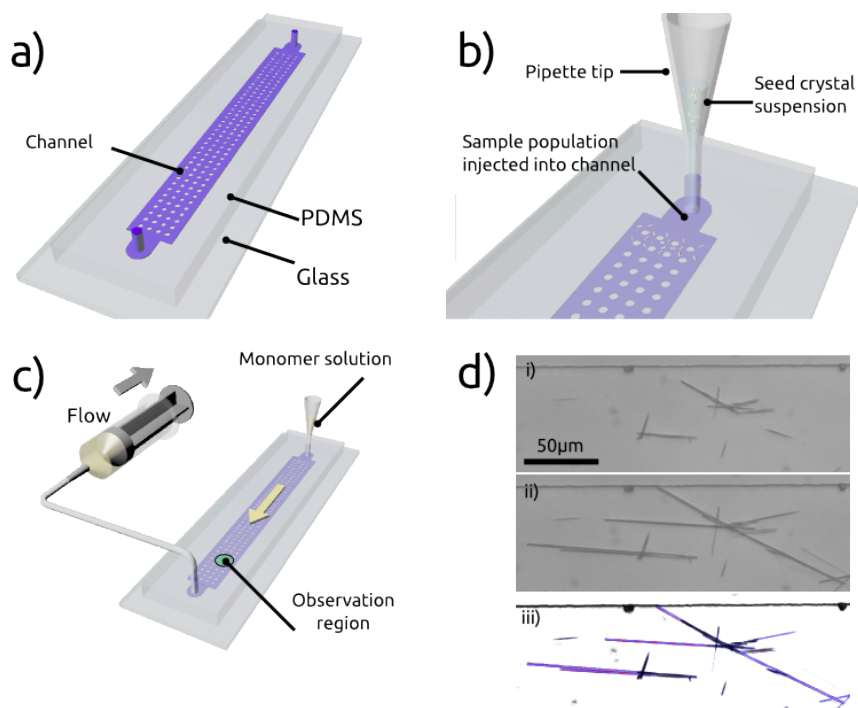 a)
Channel
PDMS
Glass
b)
Pipette tip
Seed crystal
suspension
Sample population
injected into channel
c)
Monomer solution
Flow
Observation
region
d)
i)
50μm
ii)
iii)